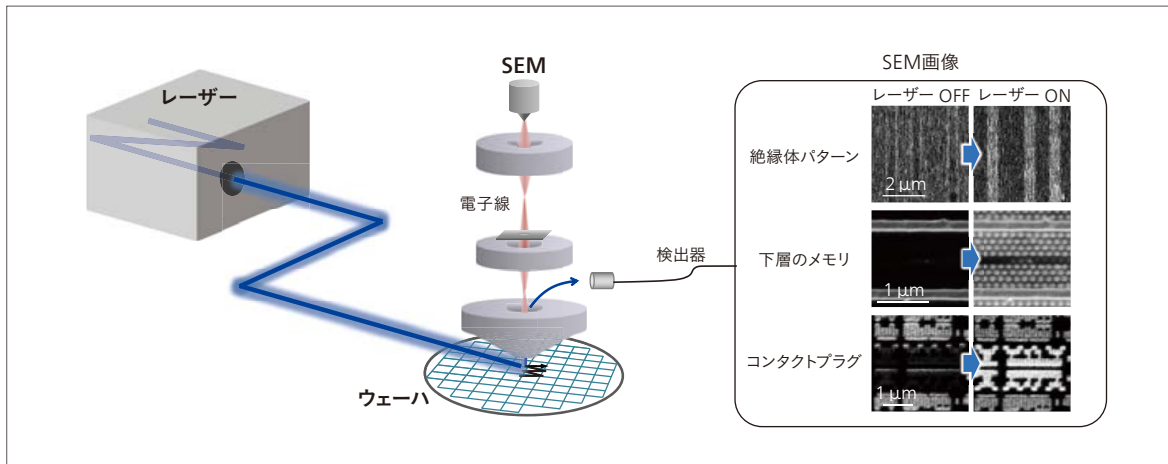 レーザー
SEM
電子線
検出器
ウェーハ
SEM画像
レーザー OFF レーザー ON
絶縁体パターン
2 μm
下層のメモリ
1 μm
コンタクトプラグ
1 μm